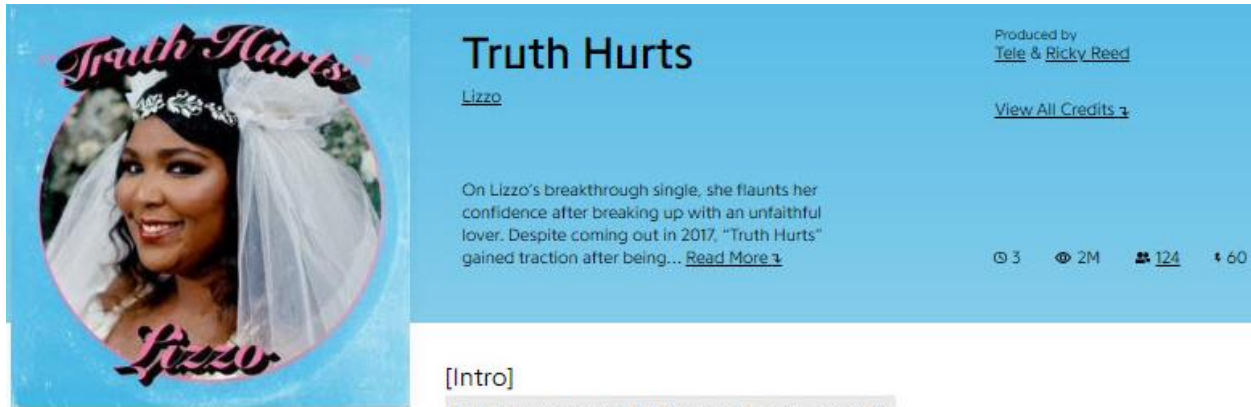 Truth Hurts
Lizzo
Truth Hurts
Lizzo
On Lizzo's breakthrough single, she flaunts her
confidence after breaking up with an unfaithful
lover. Despite coming out in 2017, “Truth Hurts”
gained traction after being... Read More
Produced by
Tele & Ricky Reed
View All Credits
3 2M 124 60
[Intro]